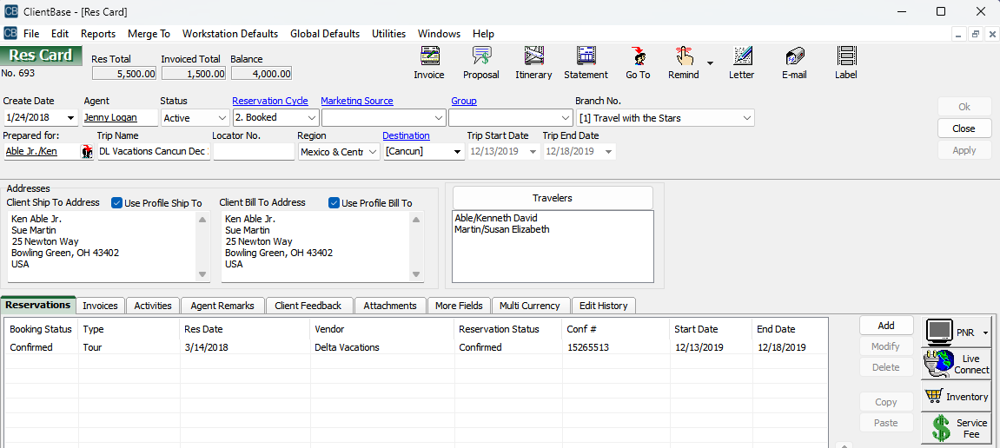 CB ClientBase - [Res Card]
CB File Edit Reports Merge To Workstation Defaults Global Defaults Utilities Windows Help
Res Card
No. 693
Res Total Invoiced Total Balance
5,500.00 1,500.00 4,000.00
Invoice Proposal Itinerary Statement Go To Remind Letter E-mail Label
Create Date Agent Status Reservation Cycle Marketing Source Group Branch No.
1/24/2018 Jenny Logan Active 2. Booked [1] Travel with the Stars
Ok
Prepared for: Trip Name Locator No. Region Destination Trip Start Date Trip End Date
Close
Able Jr./Ken DL Vacations Cancun Dec Mexico & Centr [Cancun] 12/13/2019 12/18/2019
Apply
Addresses
Client Ship To Address Use Profile Ship To Client Bill To Address Use Profile Bill To
Ken Able Jr.
Sue Martin
25 Newton Way
Bowling Green, OH 43402
USA
Ken Able Jr.
Sue Martin
25 Newton Way
Bowling Green, OH 43402
USA
Travelers
Able/Kenneth David
Martin/Susan Elizabeth
Reservations Invoices Activities Agent Remarks Client Feedback Attachments More Fields Multi Currency Edit History
Booking Status Type Res Date Vendor Reservation Status Conf # Start Date End Date
Confirmed Tour 3/14/2018 Delta Vacations Confirmed 15265513 12/13/2019 12/18/2019
Add
Modify
Delete
Copy
Paste
PNR
Live
Connect
Inventory
Service
Fee